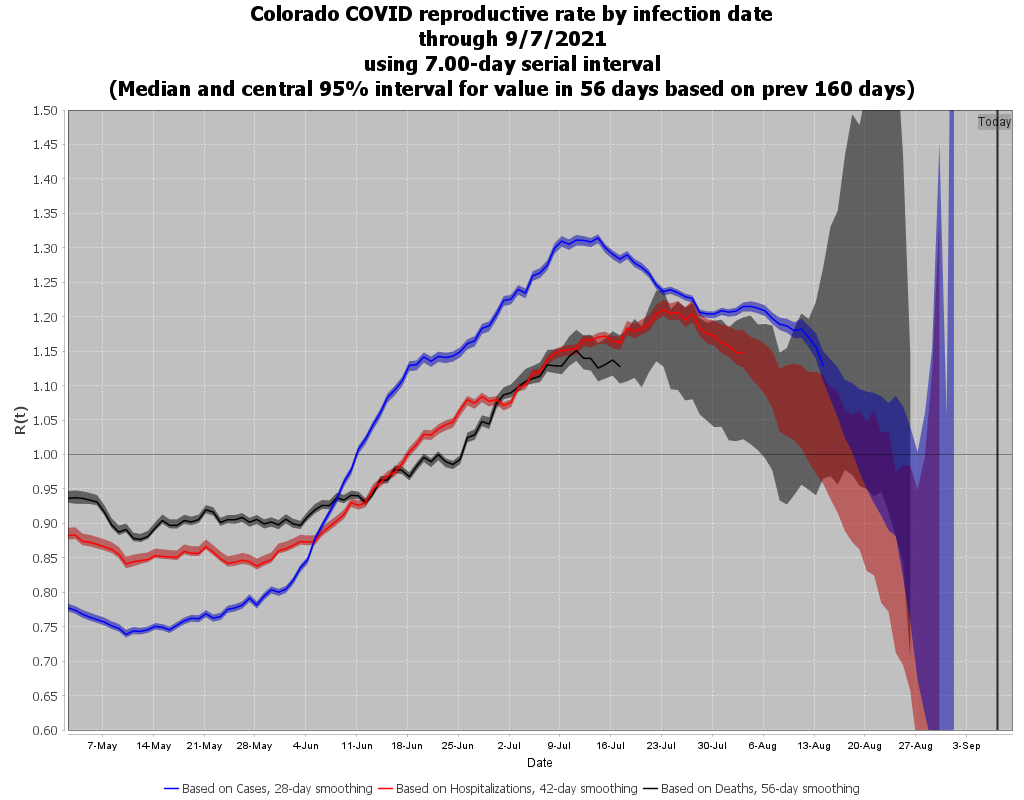 Colorado COVID reproductive rate by infection date
through 9/7/2021
using 7.00-day serial interval
(Median and central 95% interval for value in 56 days based on prev 160 days)
Today
1.50
1.45
1.40
1.35
1.30
1.25
1.20
1.15
1.10
1.05
1.00
0.95
0.90
0.85
0.80
0.75
0.70
0.65
0.60
R(t)
7-May 14-May 21-May 28-May 4-Jun 11-Jun 18-Jun 25-Jun 2-Jul 9-Jul 16-Jul 23-Jul 30-Jul 6-Aug 13-Aug 20-Aug 27-Aug 3-Sep
Date
Based on Cases, 28-day smoothing Based on Hospitalizations, 42-day smoothing Based on Deaths, 56-day smoothing